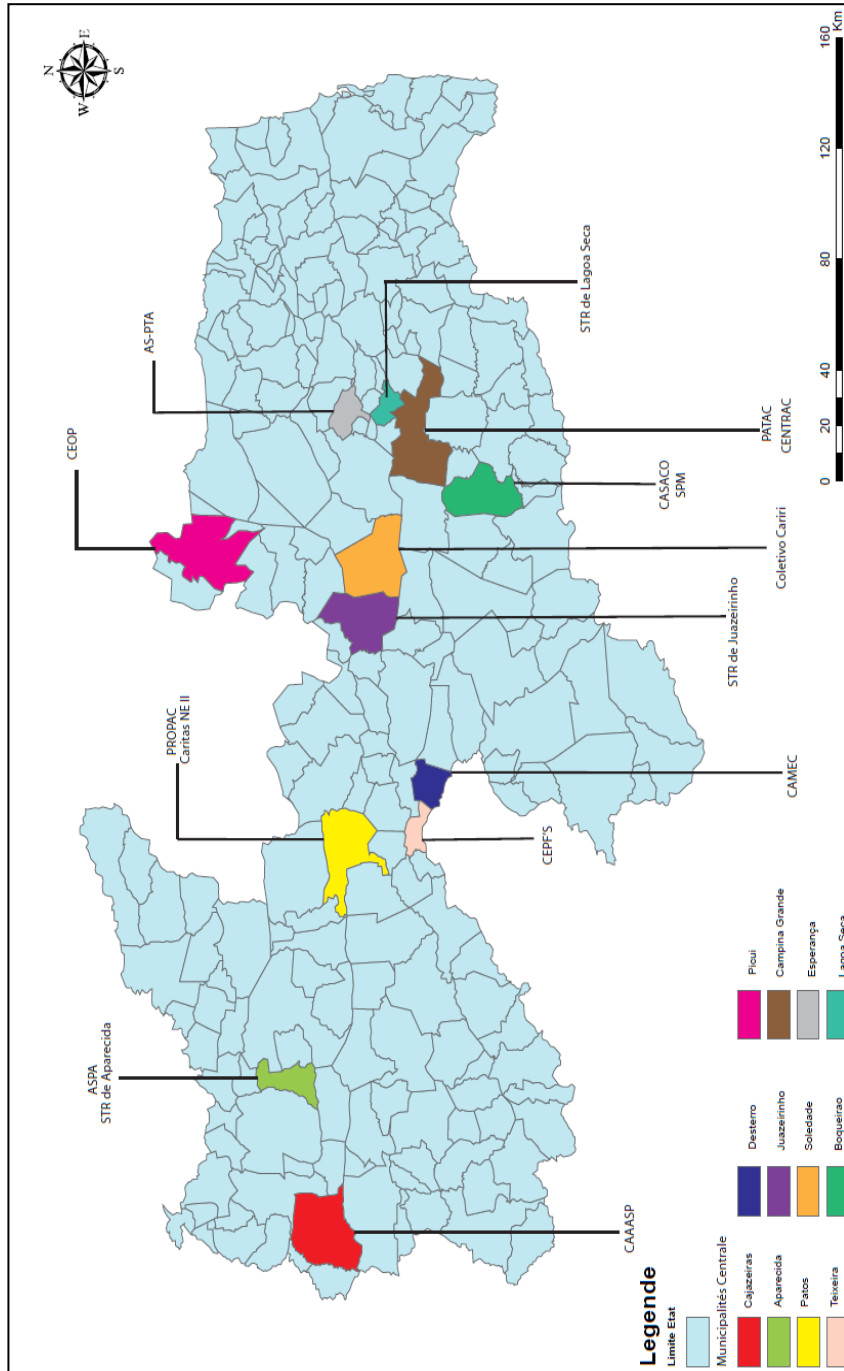 N
E
S
W
CEOP
AS-PTA
PROPAC
Caritas NE II
ASPA
STR de Aparecida
STR de Lagoa Seca
PATAC
CENTRAC
CASACO
SPM
Coletivo Cariri
STR de Juazeirinho
CAMEC
CEPF'S
CAAASP
Legende
Limite Etat
Municipalités Centrale
Cajazeiras
Aparecida
Patos
Teixeira
Desterro
Juazeirinho
Soledade
Boqueirao
Picui
Campina Grande
Esperança
Lagoa Seca
0 20 40 80 120 160
Km